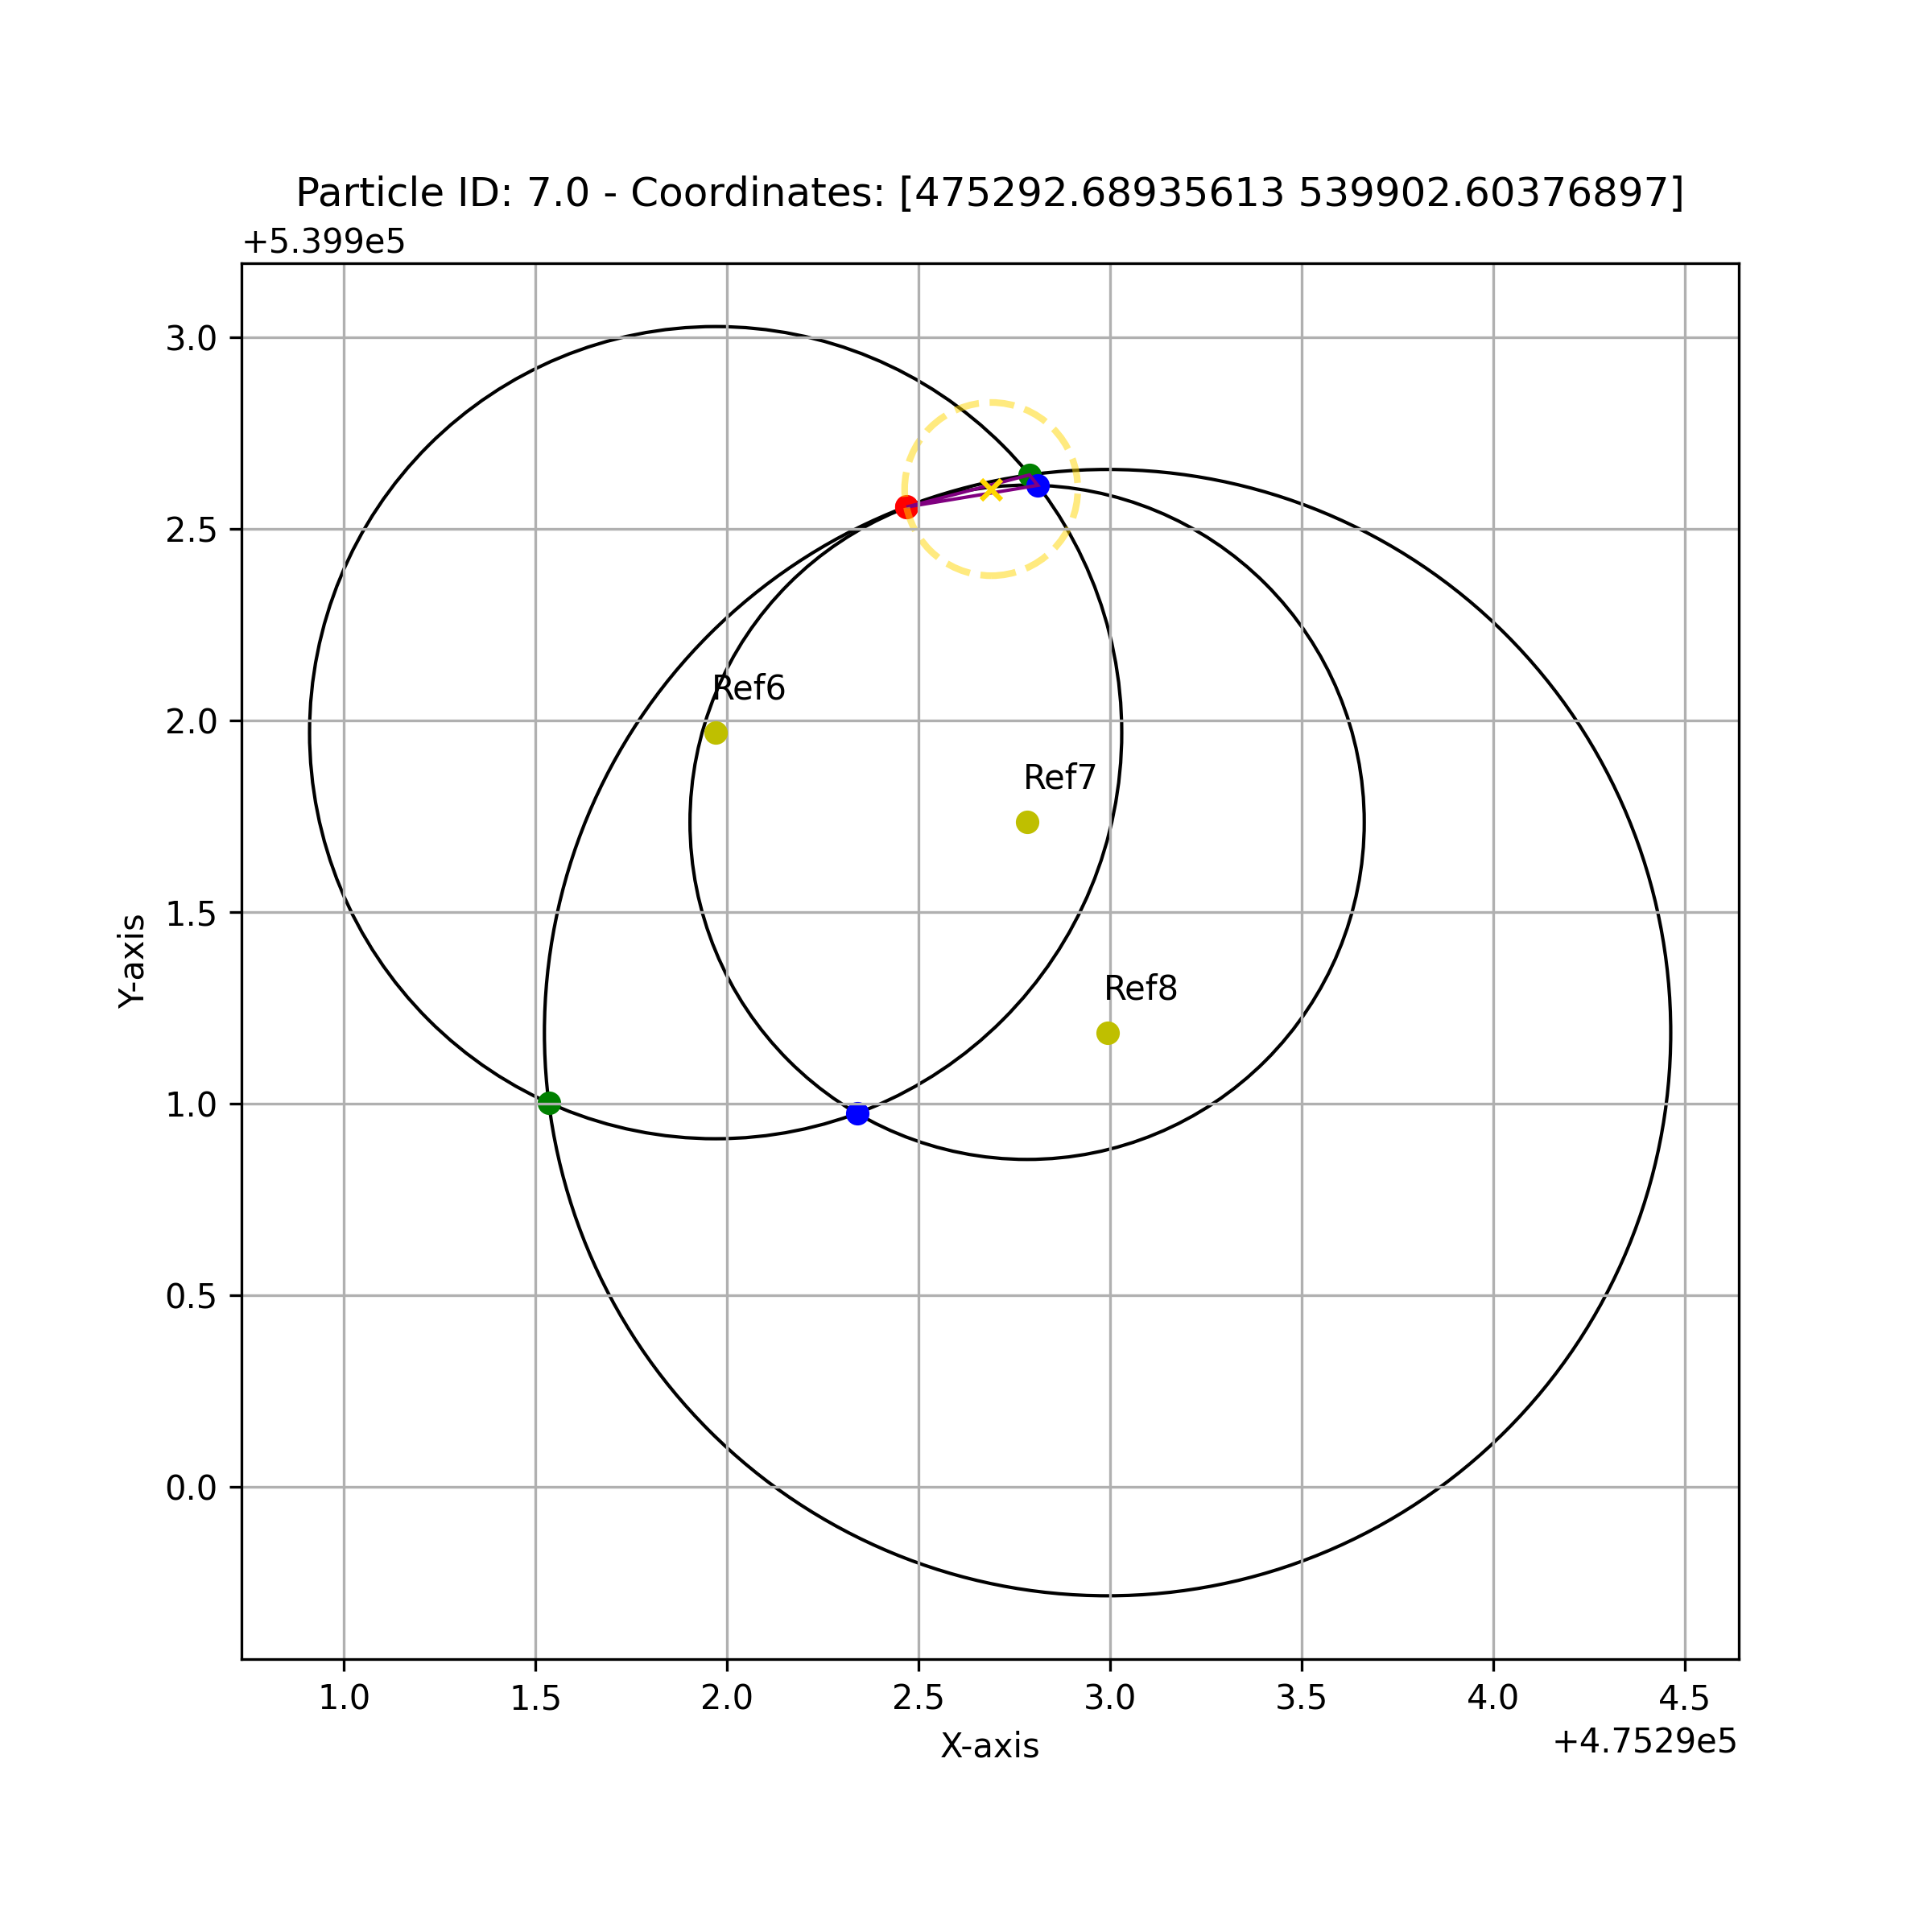 Particle ID: 7.0 - Coordinates: [475292.68935613 539902.60376897]
+5.399e5
3.0
2.5
Ref6
2.0
Ref7
1.5
Y-axis
Ref8
1.0
0.5
0.0
1.0 1.5 2.0 2.5 3.0 3.5 4.0 4.5
X-axis
+4.7529e5